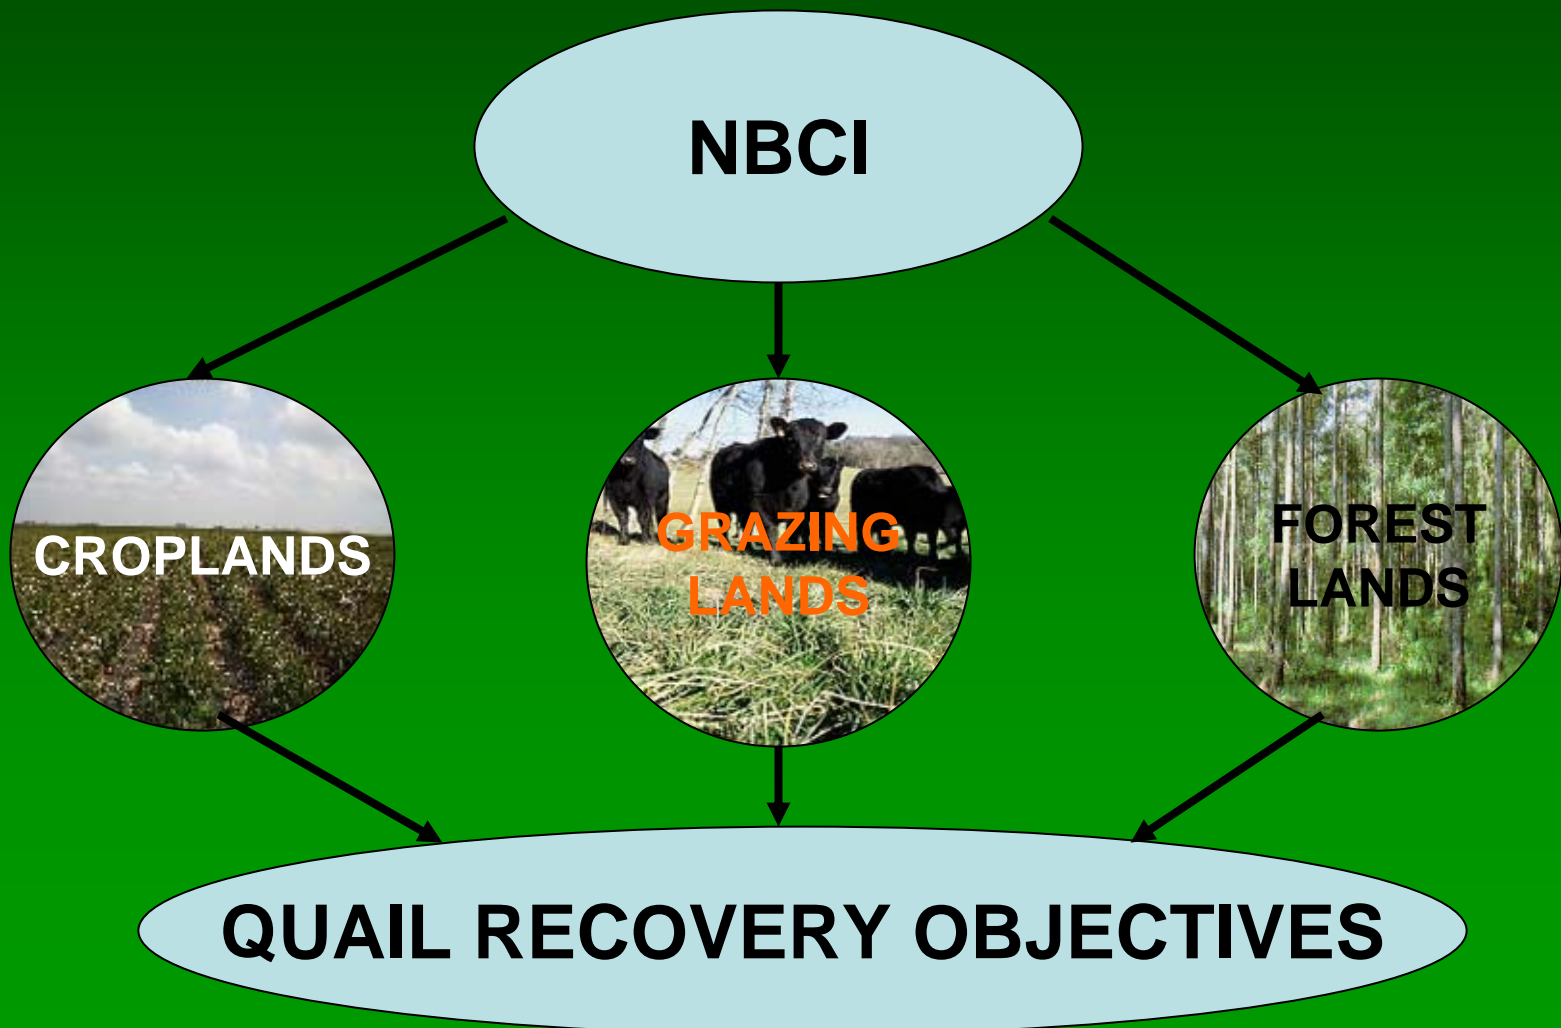 NBCI
CROPLANDS
GRAZING
LANDS
FOREST
LANDS
QUAIL RECOVERY OBJECTIVES